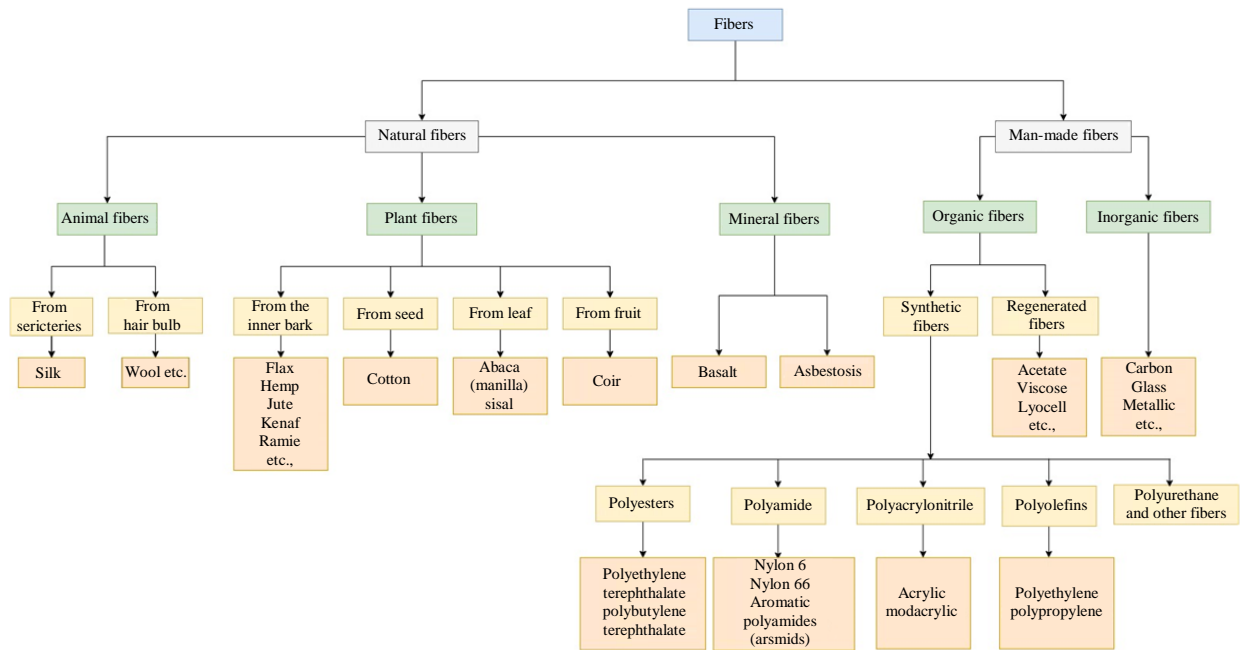 Fibers
Natural fibers
Man-made fibers
Animal fibers
Plant fibers
Mineral fibers
Organic fibers
Inorganic fibers
From
sericteries
From
hair bulb
From the
inner bark
From seed
From leaf
From fruit
Synthetic
fibers
Regenerated
fibers
Silk
Wool etc.
Flax
Hemp
Jute
Kenaf
Ramie
etc.,
Cotton
Abaca
(manilla)
sisal
Coir
Basalt
Asbestosis
Acetate
Viscose
Lyocell
etc.,
Carbon
Glass
Metallic
etc.,
Polyesters
Polyamide
Polyacrylonitrile
Polyolefins
Polyurethane
and other fibers
Polyethylene
terephthalate
polybutylene
terephthalate
Nylon 6
Nylon 66
Aromatic
polyamides
(arsmids)
Acrylic
modacrylic
Polyethylene
polypropylene